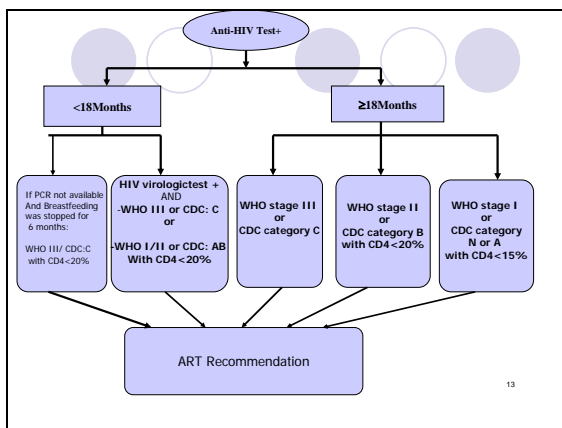 Anti-HIV Test+
<18Months
≥18Months
If PCR not available
And Breastfeeding
was stopped for
6 months:
WHO III/ CDC:C
with CD4<20%
HIV virologictest +
AND
-WHO III or CDC: C
or
-WHO I/II or CDC: AB
With CD4<20%
WHO stage III
or
CDC category C
WHO stage II
or
CDC category B
with CD4<20%
WHO stage I
or
CDC category
N or A
with CD4<15%
ART Recommendation
13